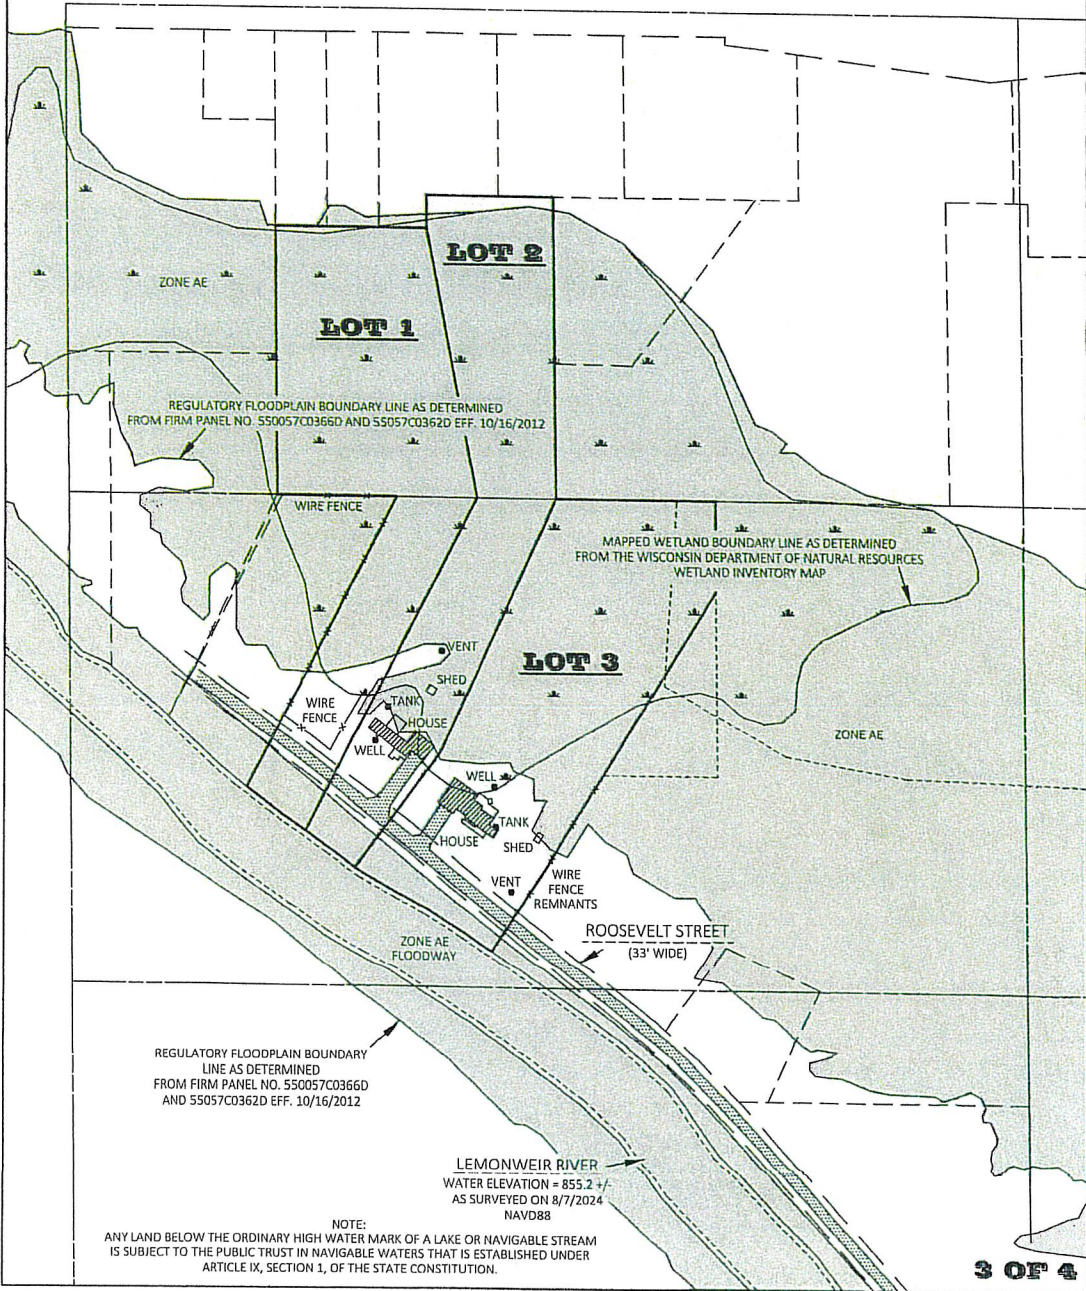 LOT 2
ZONE AE
LOT 1
REGULATORY FLOODPLAIN BOUNDARY LINE AS DETERMINED
FROM FIRM PANEL NO. 550057C0366D AND 55057C0362D EFF. 10/16/2012
WIRE FENCE
MAPPED WETLAND BOUNDARY LINE AS DETERMINED
FROM THE WISCONSIN DEPARTMENT OF NATURAL RESOURCES
WETLAND INVENTORY MAP
VENT
LOT 3
SHED
WIRE
FENCE
TANK
HOUSE
WELL
ZONE AE
WELL
TANK
HOUSE
SHED
VENT
WIRE
FENCE
REMNANTS
ROOSEVELT STREET
(33' WIDE)
ZONE AE
FLOODWAY
REGULATORY FLOODPLAIN BOUNDARY
LINE AS DETERMINED
FROM FIRM PANEL NO. 550057C0366D
AND 55057C0362D EFF. 10/16/2012
LEMONWEIR RIVER
WATER ELEVATION = 855.2 +/-
AS SURVEYED ON 8/7/2024
NAVD88
NOTE:
ANY LAND BELOW THE ORDINARY HIGH WATER MARK OF A LAKE OR NAVIGABLE STREAM
IS SUBJECT TO THE PUBLIC TRUST IN NAVIGABLE WATERS THAT IS ESTABLISHED UNDER
ARTICLE IX, SECTION 1, OF THE STATE CONSTITUTION.
3 OF 4